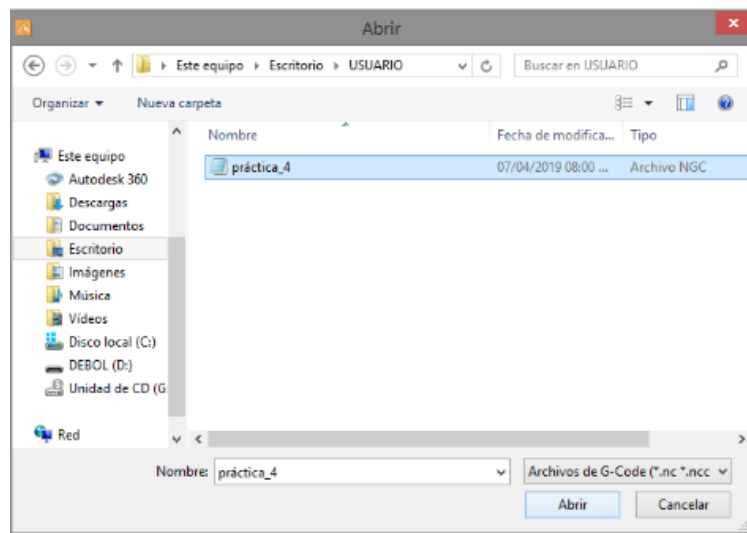 Abrir
Este equipo Escritorio USUARIO
Buscar en USUARIO
Organizar Nueva carpeta
Nombre Fecha de modifica... Tipo
práctica_4 07/04/2019 08:00 ... Archivo NGC
Este equipo
Autodesk 360
Descargas
Documentos
Escritorio
Imágenes
Música
Vídeos
Disco local (C:)
DEBOL (D:)
Unidad de CD (G
Red
Nombre: práctica_4 Archivos de G-Code (*.nc *.ncc
Abrir Cancelar